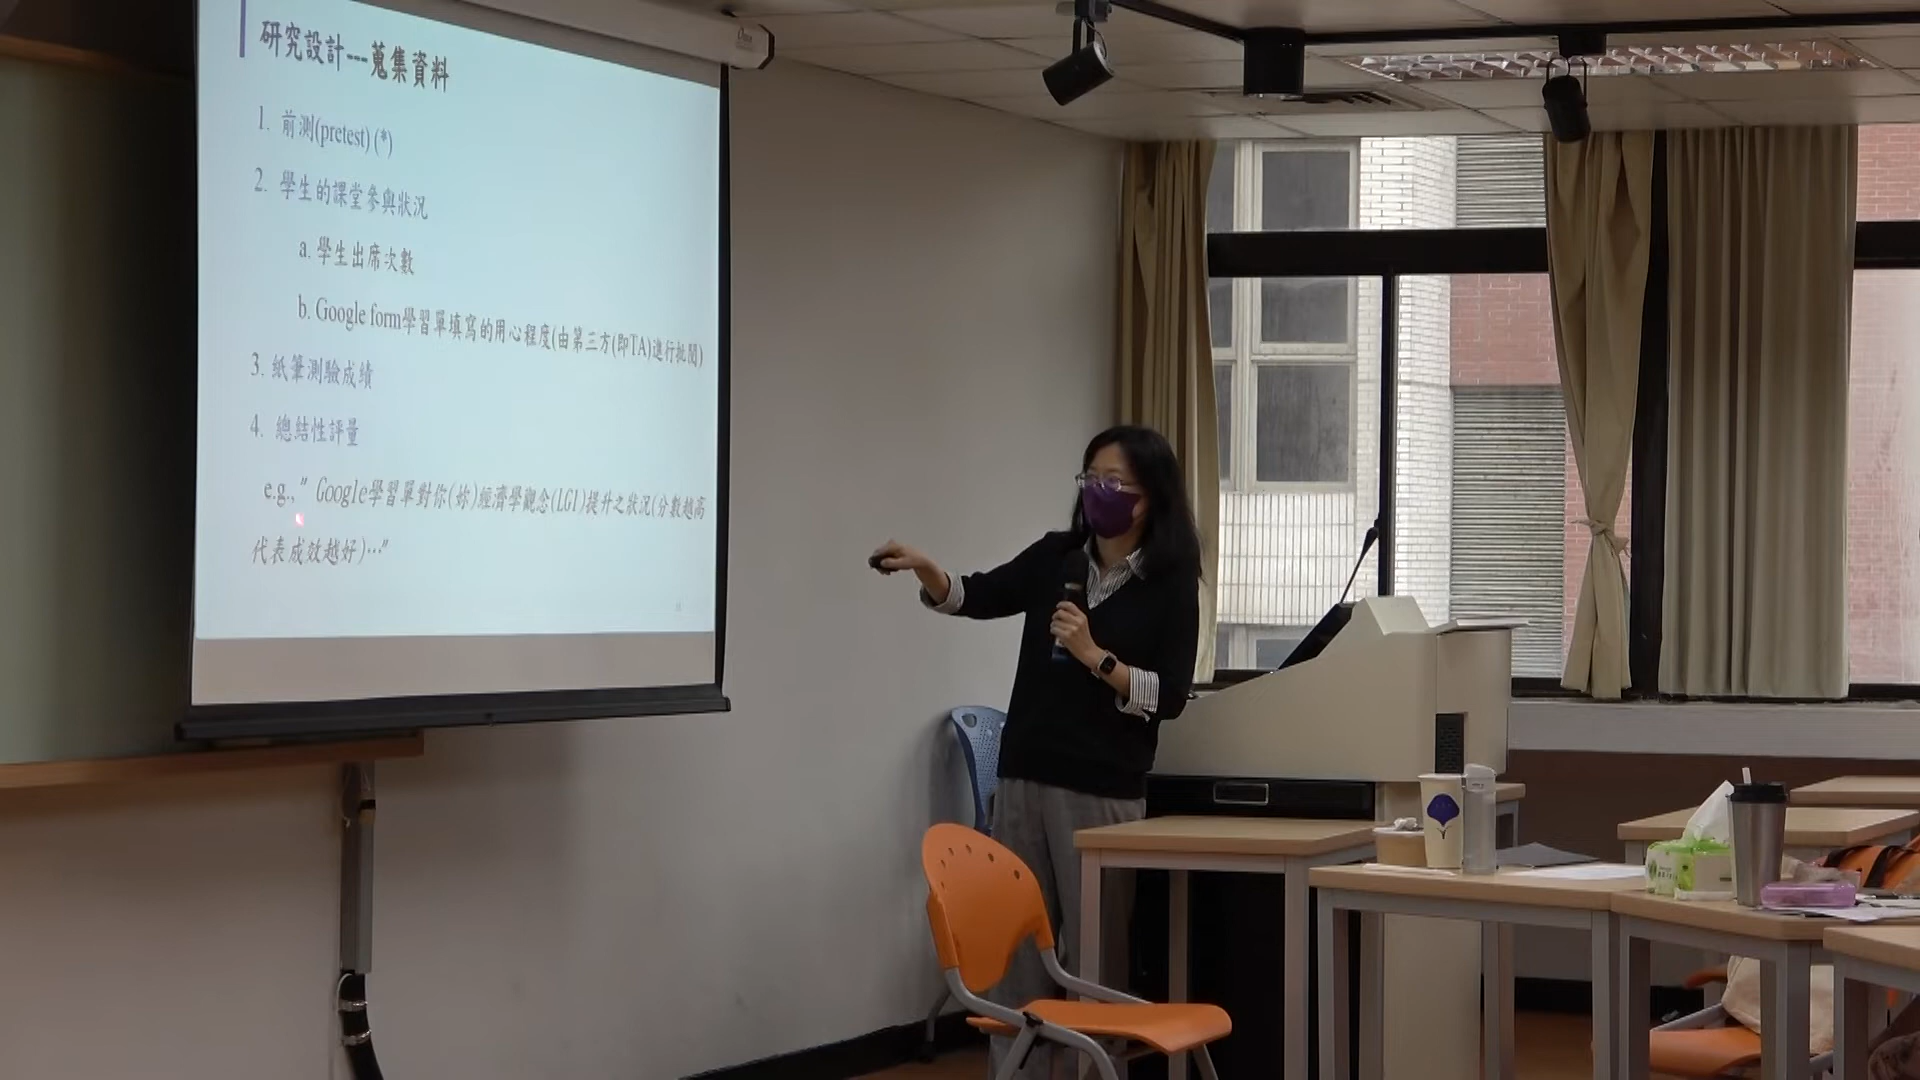 研究設計---蒐集資料
1. 前測(pretest) (*)
2. 學生的課堂參與狀況
a. 學生出席次數
b. Google form學習單填寫的用心程度(由第三方(即TA)進行批閱)
3. 紙筆測驗成績
4. 總結性評量
e.g., " Google學習單對你(妳)經濟學觀念(LG1)提升之狀況(分數越高
代表成效越好)…"